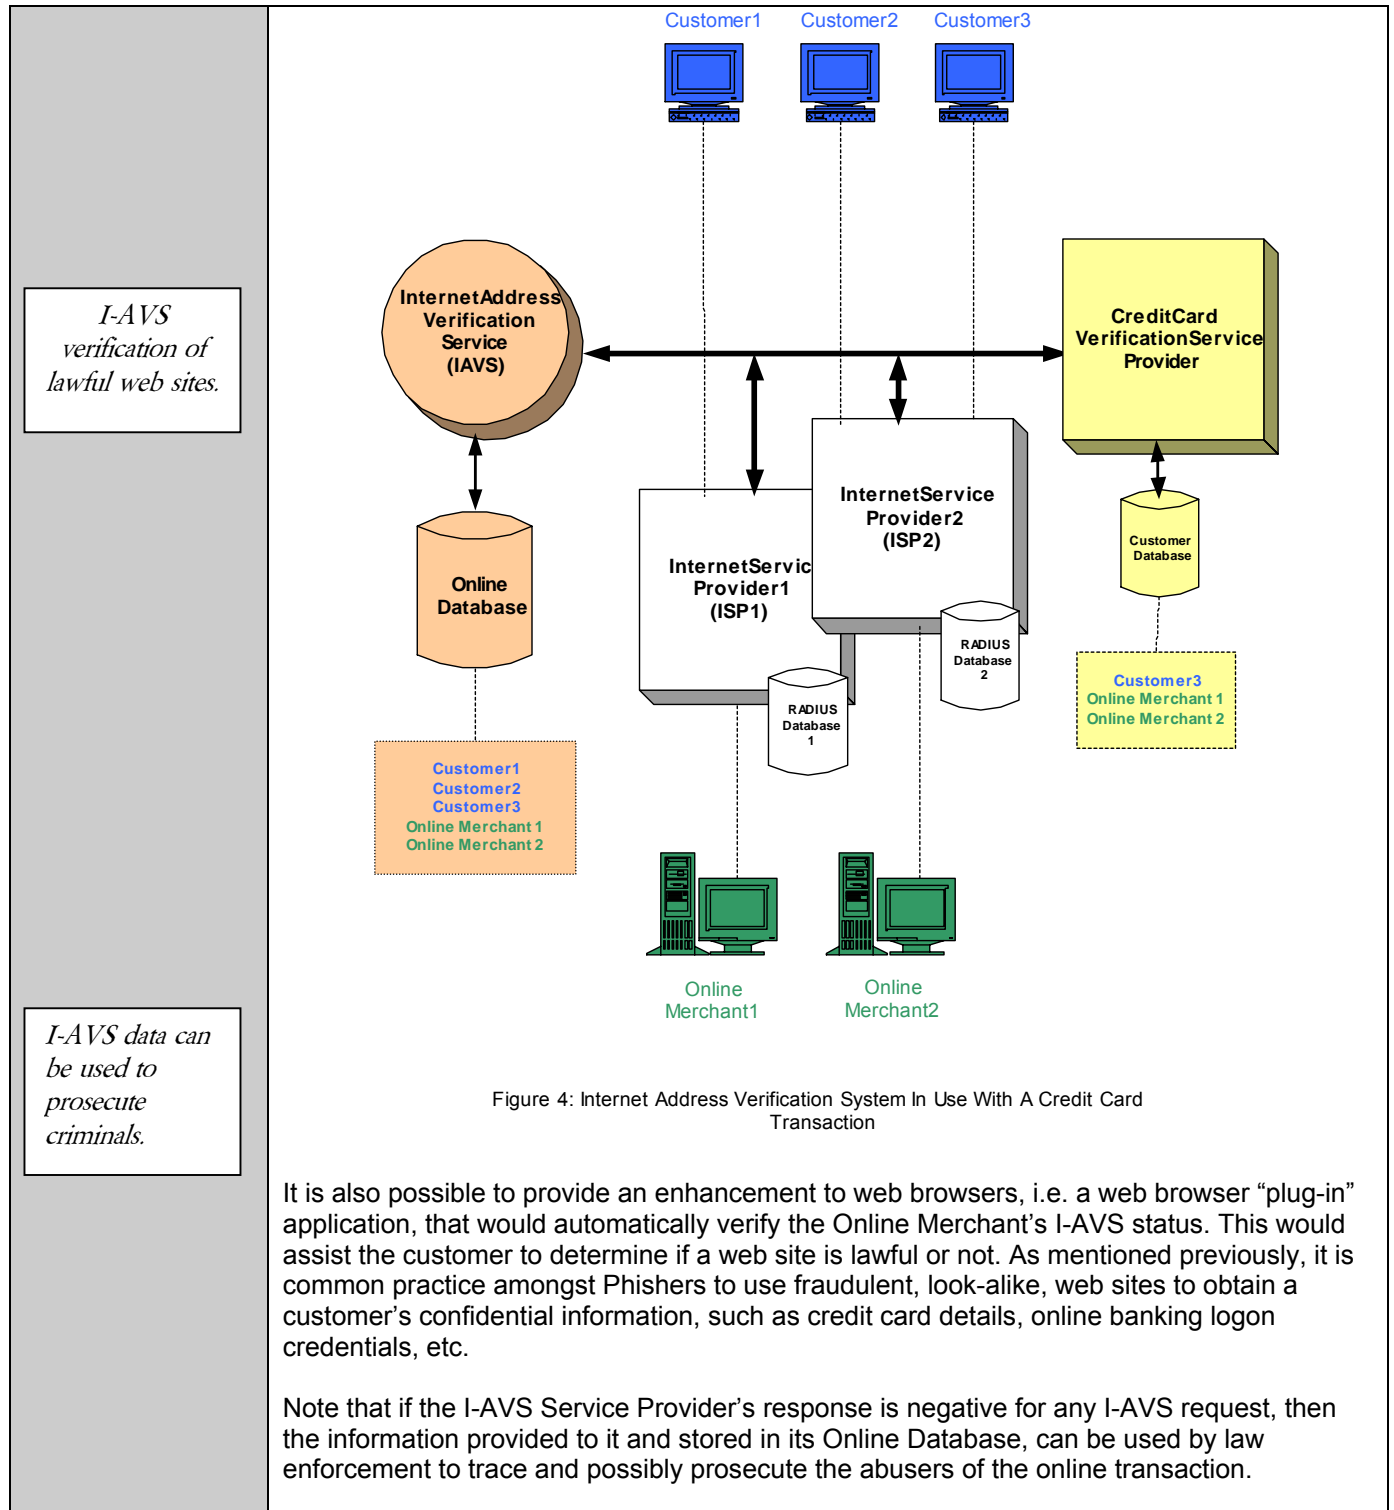 Customer1 Customer2 Customer3
InternetAddress
Verification
Service
(IAVS)
CreditCard
VerificationService
Provider
I-AVS
verification of
lawful web sites.
InternetService
Provider2
(ISP2)
InternetServic
Provider1
(ISP1)
Online
Database
Customer
Database
RADIUS
Database
2
RADIUS
Database
1
Customer3
Online Merchant 1
Online Merchant 2
Customer1
Customer2
Customer3
Online Merchant 1
Online Merchant 2
Online
Merchant1
Online
Merchant2
I-AVS data can
be used to
prosecute
criminals.
Figure 4: Internet Address Verification System In Use With A Credit Card
Transaction
It is also possible to provide an enhancement to web browsers, i.e. a web browser “plug-in”
application, that would automatically verify the Online Merchant’s I-AVS status. This would
assist the customer to determine if a web site is lawful or not. As mentioned previously, it is
common practice amongst Phishers to use fraudulent, look-alike, web sites to obtain a
customer’s confidential information, such as credit card details, online banking logon
credentials, etc.
Note that if the I-AVS Service Provider’s response is negative for any I-AVS request, then
the information provided to it and stored in its Online Database, can be used by law
enforcement to trace and possibly prosecute the abusers of the online transaction.